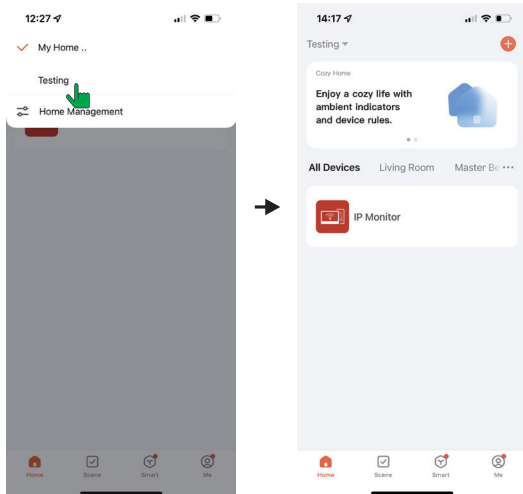 12:27
My Home ..
Testing
Home Management
Home
Scene
Smart
Me
14:17
Testing
Cozy Home
Enjoy a cozy life with
ambient indicators
and device rules.
All Devices
Living Room
Master Be
IP Monitor
Home
Scene
Smart
Me